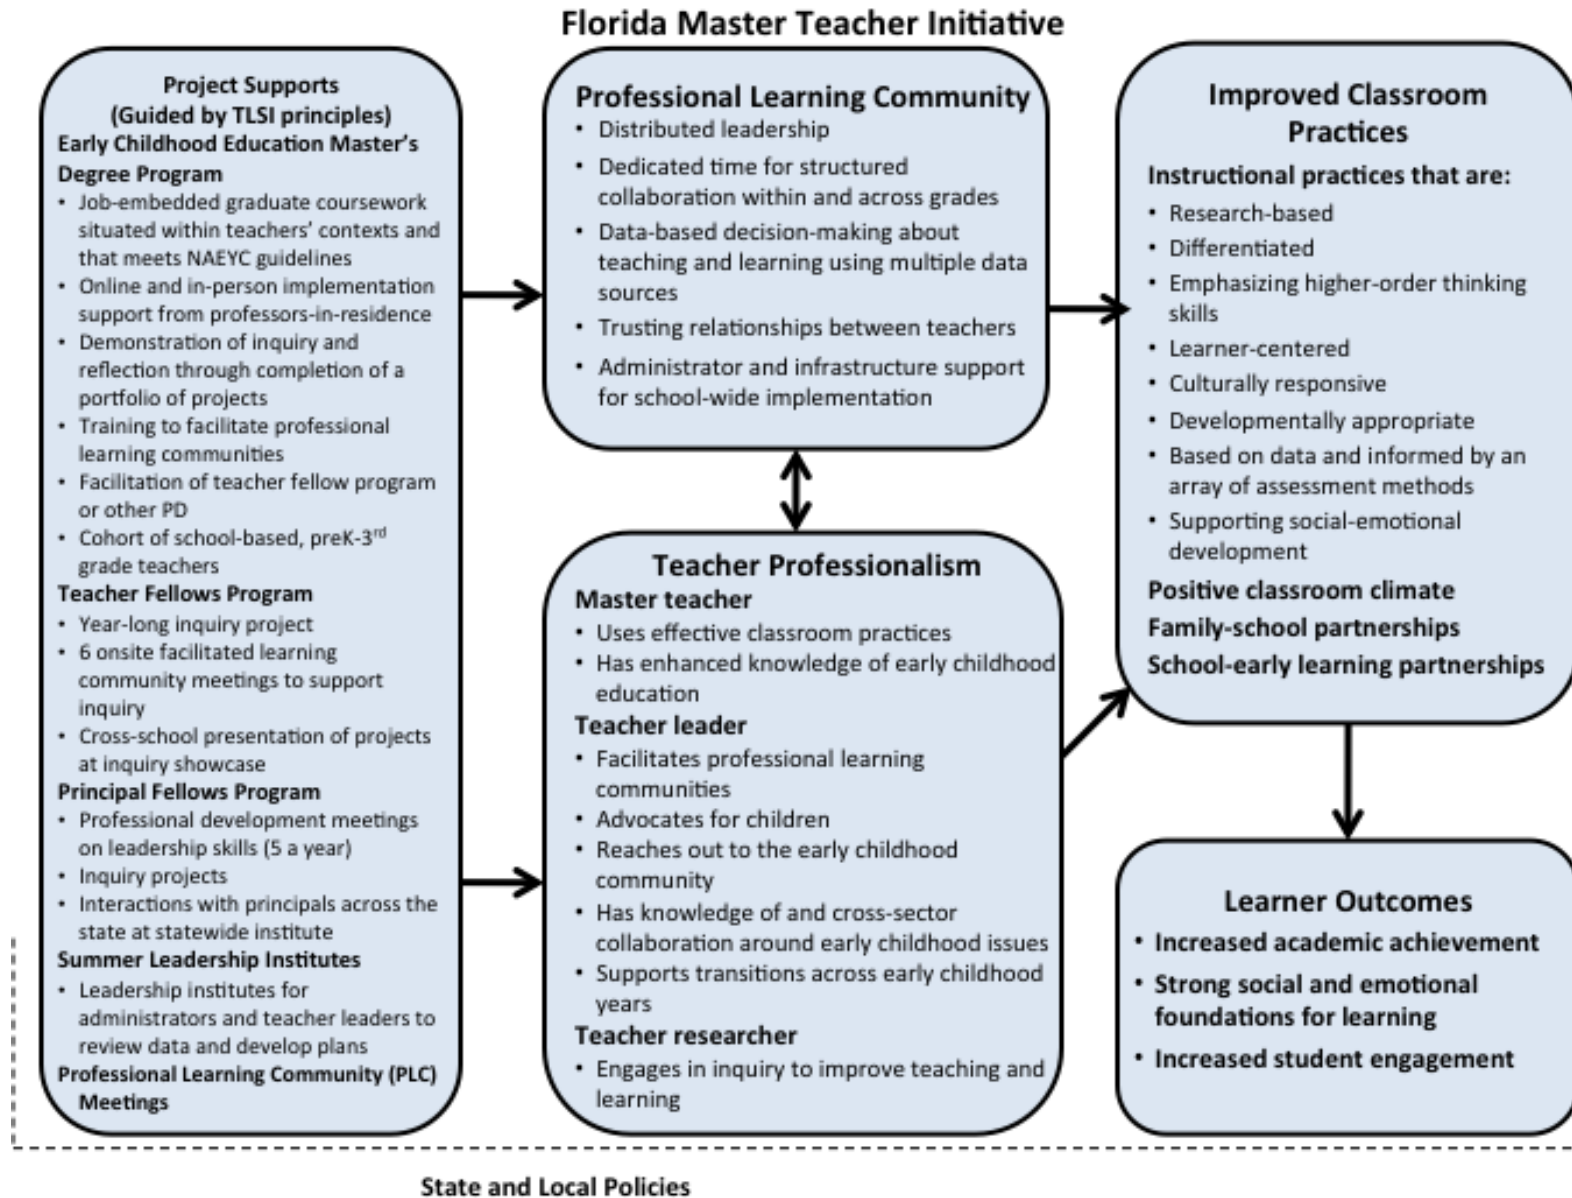 Florida Master Teacher Initiative
Project Supports
(Guided by TLSI principles)
Early Childhood Education Master's
Degree Program
• Job-embedded graduate coursework
situated within teachers' contexts and
that meets NAEYC guidelines
• Online and in-person implementation
support from professors-in-residence
• Demonstration of inquiry and
reflection through completion of a
portfolio of projects
• Training to facilitate professional
learning communities
• Facilitation of teacher fellow program
or other PD
• Cohort of school-based, preK-3rd
grade teachers
Teacher Fellows Program
• Year-long inquiry project
• 6 onsite facilitated learning
community meetings to support
inquiry
• Cross-school presentation of projects
at inquiry showcase
Principal Fellows Program
• Professional development meetings
on leadership skills (5 a year)
• Inquiry projects
• Interactions with principals across the
state at statewide institute
Summer Leadership Institutes
• Leadership institutes for
administrators and teacher leaders to
review data and develop plans
Professional Learning Community (PLC)
Meetings
Professional Learning Community
• Distributed leadership
• Dedicated time for structured
collaboration within and across grades
• Data-based decision-making about
teaching and learning using multiple data
sources
• Trusting relationships between teachers
• Administrator and infrastructure support
for school-wide implementation
Teacher Professionalism
Master teacher
• Uses effective classroom practices
• Has enhanced knowledge of early childhood
education
Teacher leader
• Facilitates professional learning
communities
• Advocates for children
• Reaches out to the early childhood
community
• Has knowledge of and cross-sector
collaboration around early childhood issues
• Supports transitions across early childhood
years
Teacher researcher
• Engages in inquiry to improve teaching and
learning
Improved Classroom
Practices
Instructional practices that are:
• Research-based
• Differentiated
• Emphasizing higher-order thinking
skills
• Learner-centered
• Culturally responsive
• Developmentally appropriate
• Based on data and informed by an
array of assessment methods
• Supporting social-emotional
development
Positive classroom climate
Family-school partnerships
School-early learning partnerships
Learner Outcomes
• Increased academic achievement
• Strong social and emotional
foundations for learning
• Increased student engagement
State and Local Policies